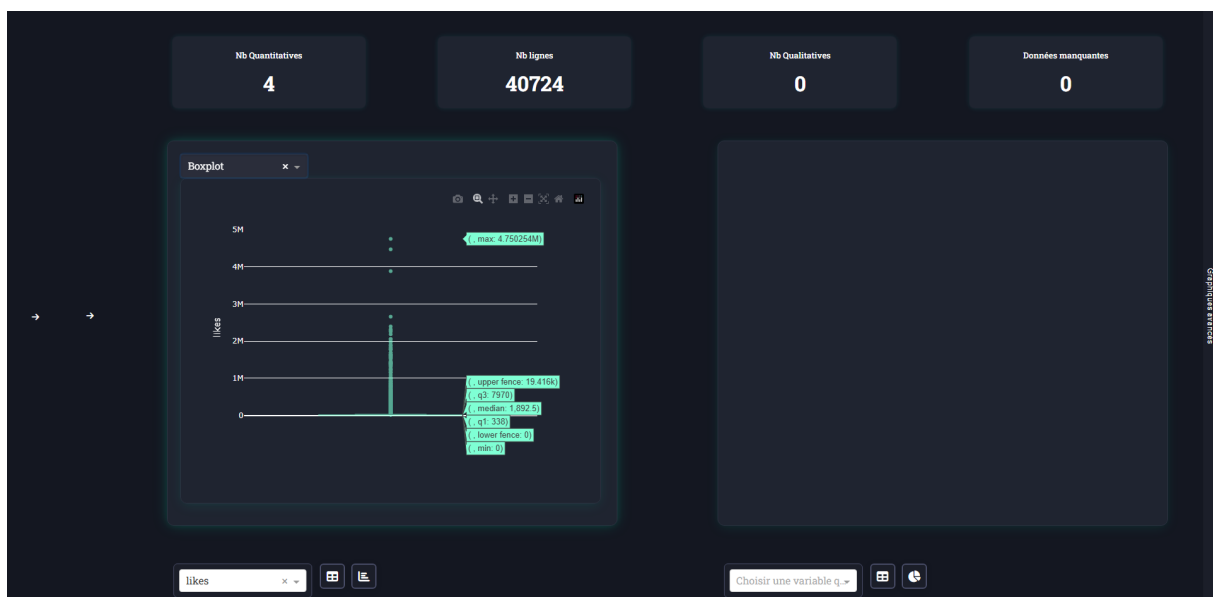 Nb Quantitatives
4
Nb lignes
40724
Nb Qualitatives
0
Données manquantes
0
Boxplot
5M
4M
3M
2M
1M
0
likes
( , max: 4.750254M)
( , upper fence: 19.416k)
( , q3: 7970)
( , median: 1,892.5)
( , q1: 338)
( , lower fence: 0)
( , min: 0)
Graphiques avancés
likes
Choisir une variable q...